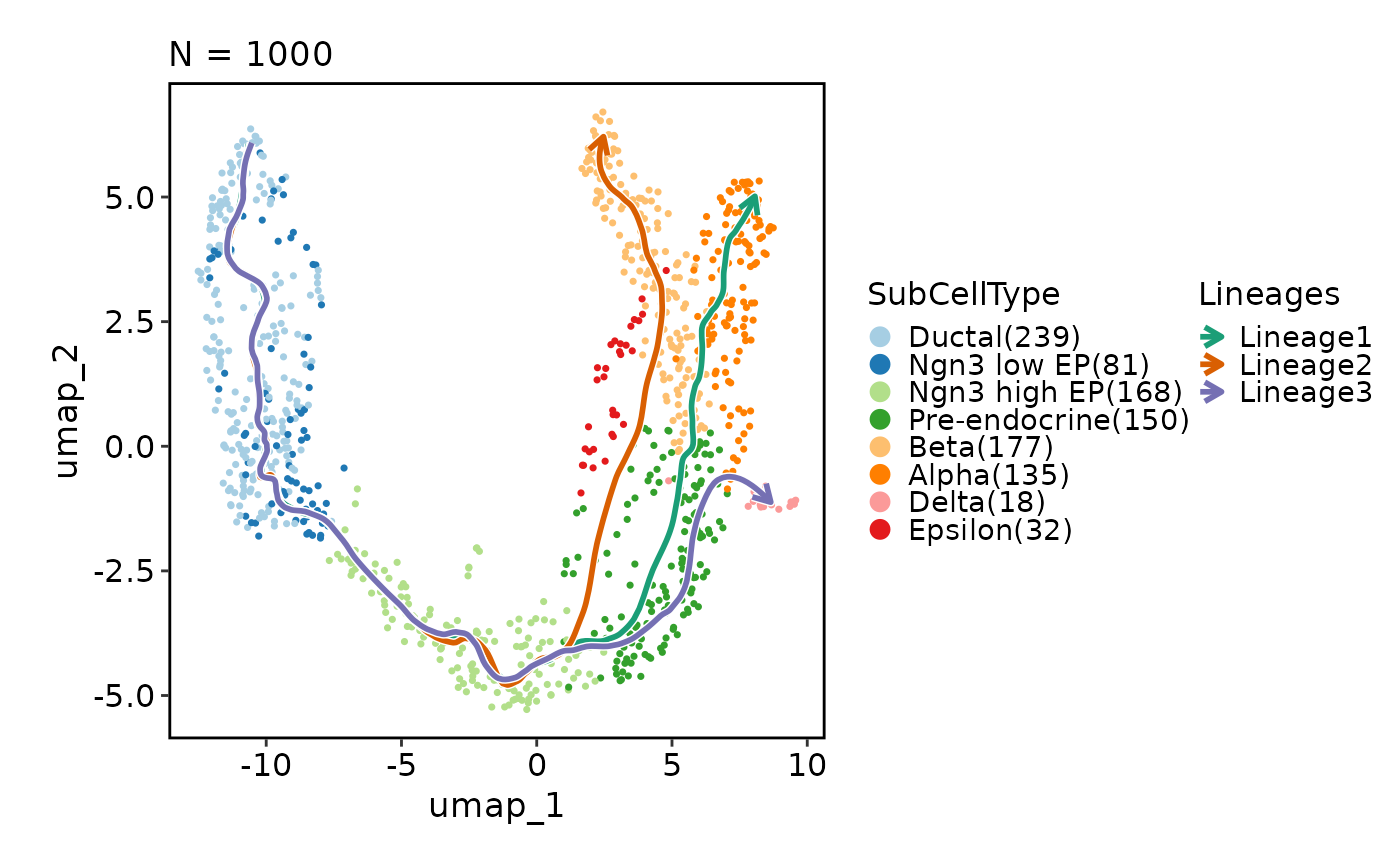 N = 1000
umap_2
5.0
2.5
0.0
-2.5
-5.0
-10
-5
0
5
10
umap_1
SubCellType
Ductal(239)
Ngn3 low EP(81)
Ngn3 high EP(168)
Pre-endocrine(150)
Beta(177)
Alpha(135)
Delta(18)
Epsilon(32)
Lineages
Lineage1
Lineage2
Lineage3